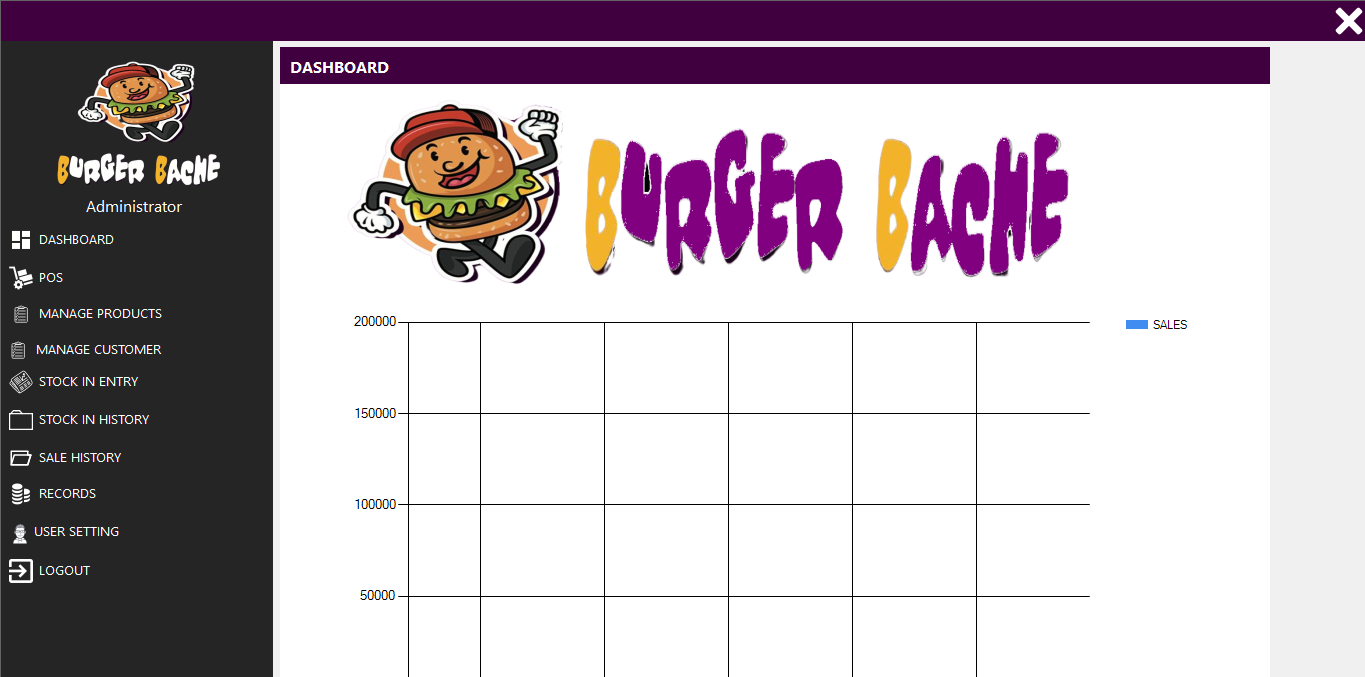 BURGER BACHE
Administrator
DASHBOARD
POS
MANAGE PRODUCTS
MANAGE CUSTOMER
STOCK IN ENTRY
STOCK IN HISTORY
SALE HISTORY
RECORDS
USER SETTING
LOGOUT
DASHBOARD
BURGER BACHE
200000
150000
100000
50000
SALES